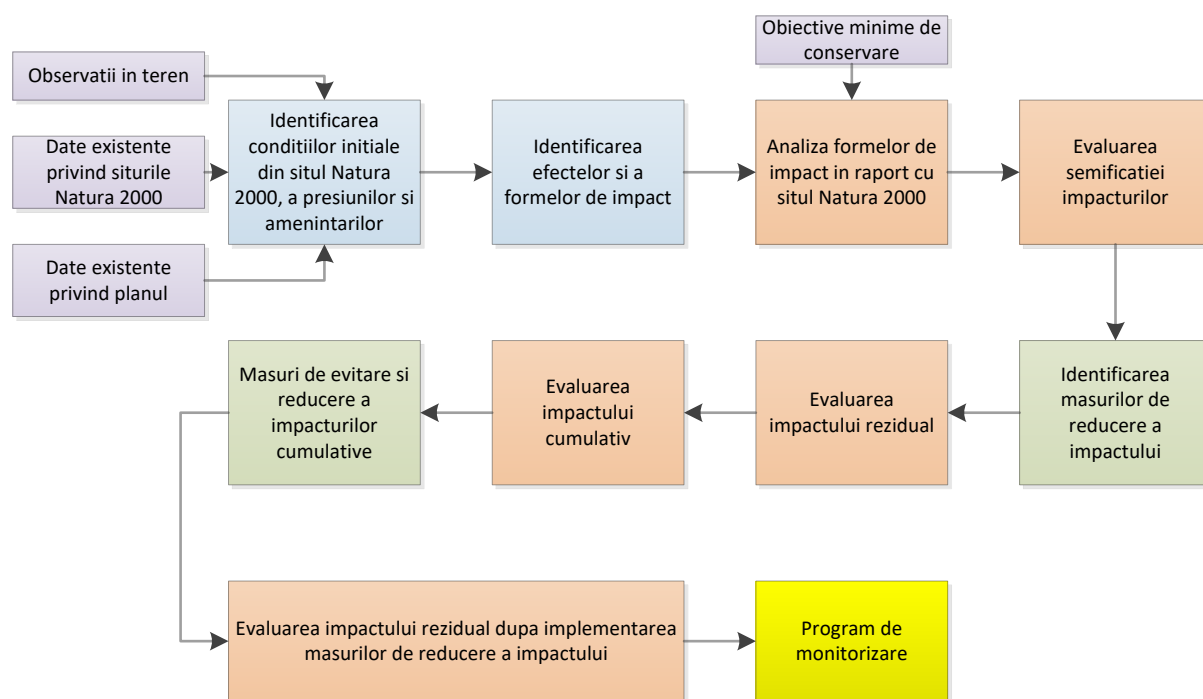 Obiective minime de
conservare
Observatii in teren
Date existente
privind siturile
Natura 2000
Date existente
privind planul
Identificarea
conditiilor initiale
din situl Natura
2000, a presiunilor si
amenintarilor
Identificarea
efectelor si a
formelor de impact
Analiza formelor de
impact in raport cu
situl Natura 2000
Evaluarea
semificatiei
impacturilor
Identificarea
masurilor de
reducere a
impactului
Evaluarea
impactului rezidual
Evaluarea
impactului
cumulativ
Masuri de evitare si
reducere a
impacturilor
cumulative
Evaluarea impactului rezidual dupa implementarea
masurilor de reducere a impactului
Program de
monitorizare